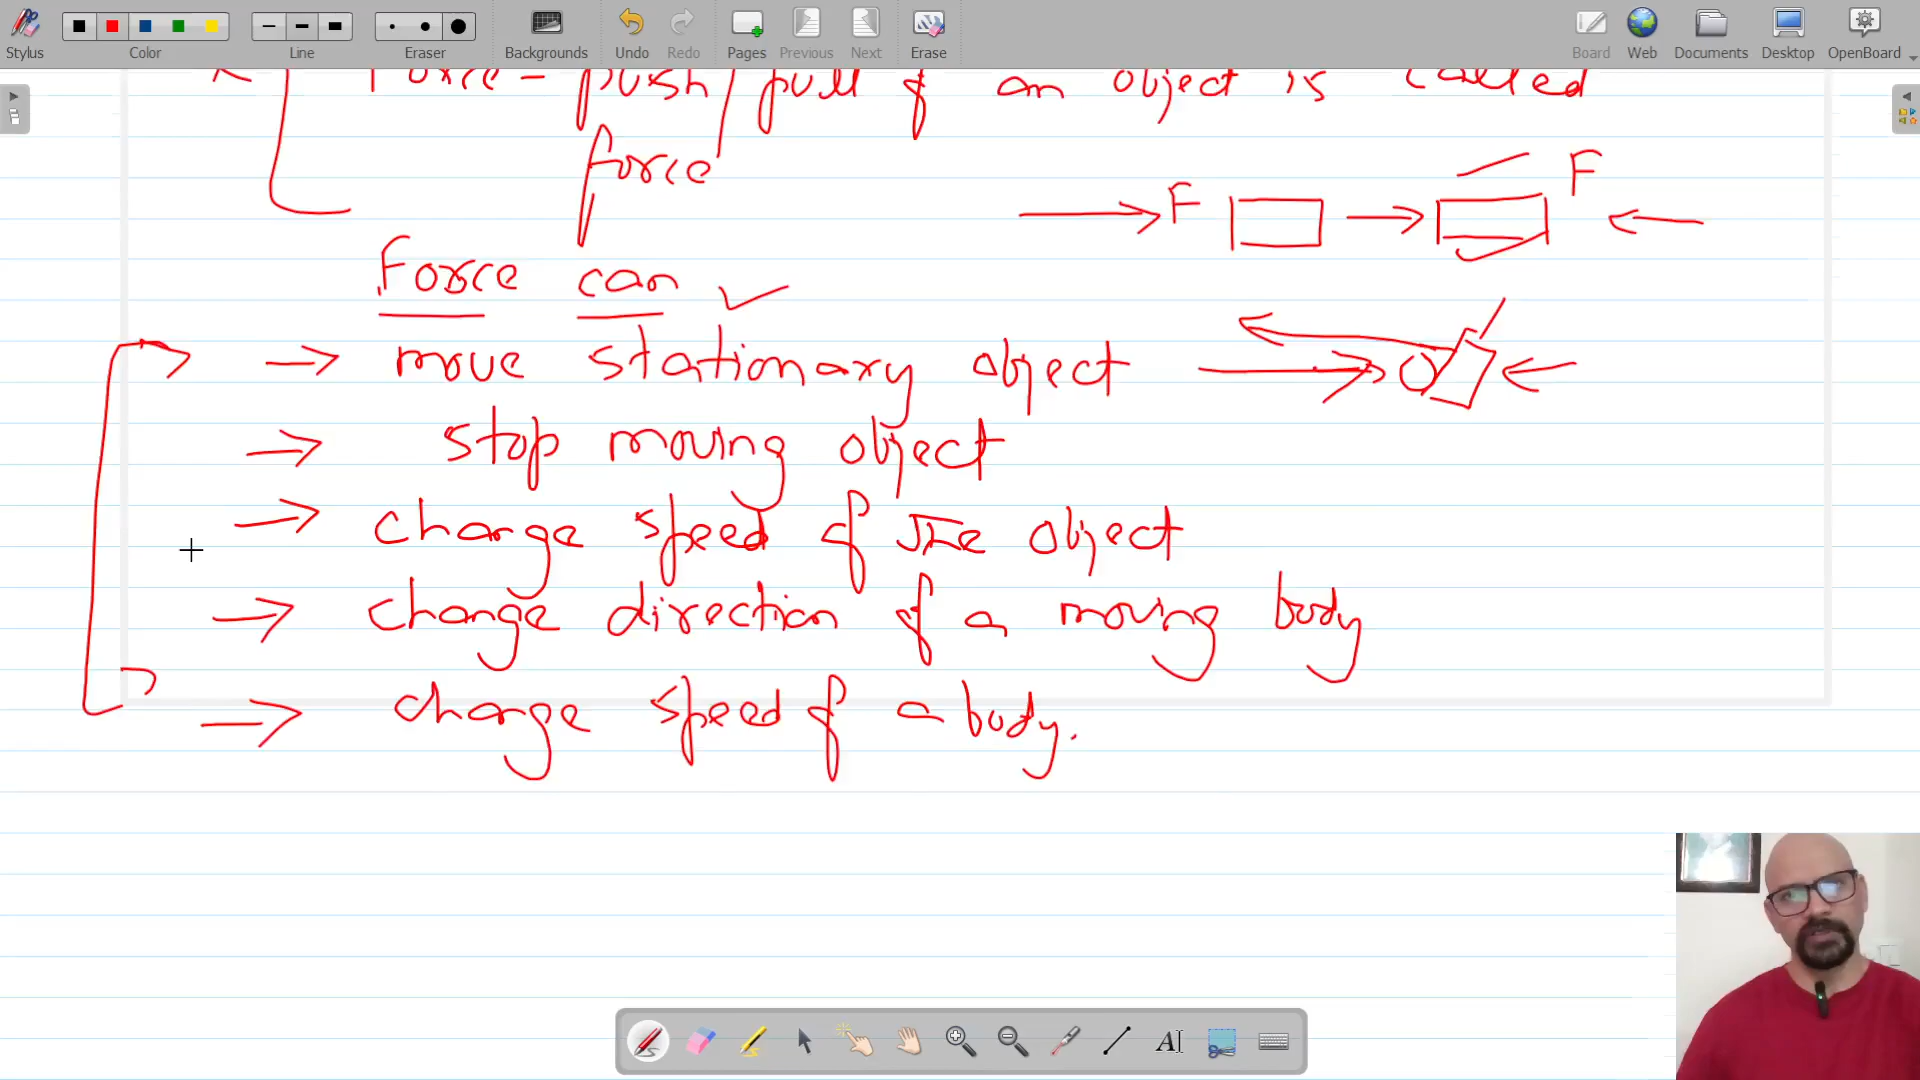 Stylus Color Line Eraser Backgrounds Undo Redo Pages Previous Next Erase Board Web Documents Desktop OpenBoard
Force - push/pull of an object is called
force
F F
Force can
→ move stationary object
→ stop moving object
→ change speed of the object
→ change direction of a moving body
→ change speed of a body.
AI